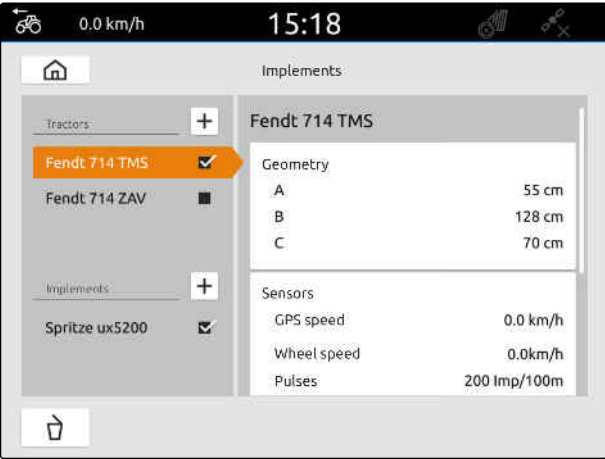 0.0 km/h 15:18
Implements
Tractors +
Fendt 714 TMS
Fendt 714 ZAV
Implements +
Spritze ux5200
Fendt 714 TMS
Geometry
A 55 cm
B 128 cm
C 70 cm
Sensors
GPS speed 0.0 km/h
Wheel speed 0.0km/h
Pulses 200 Imp/100m